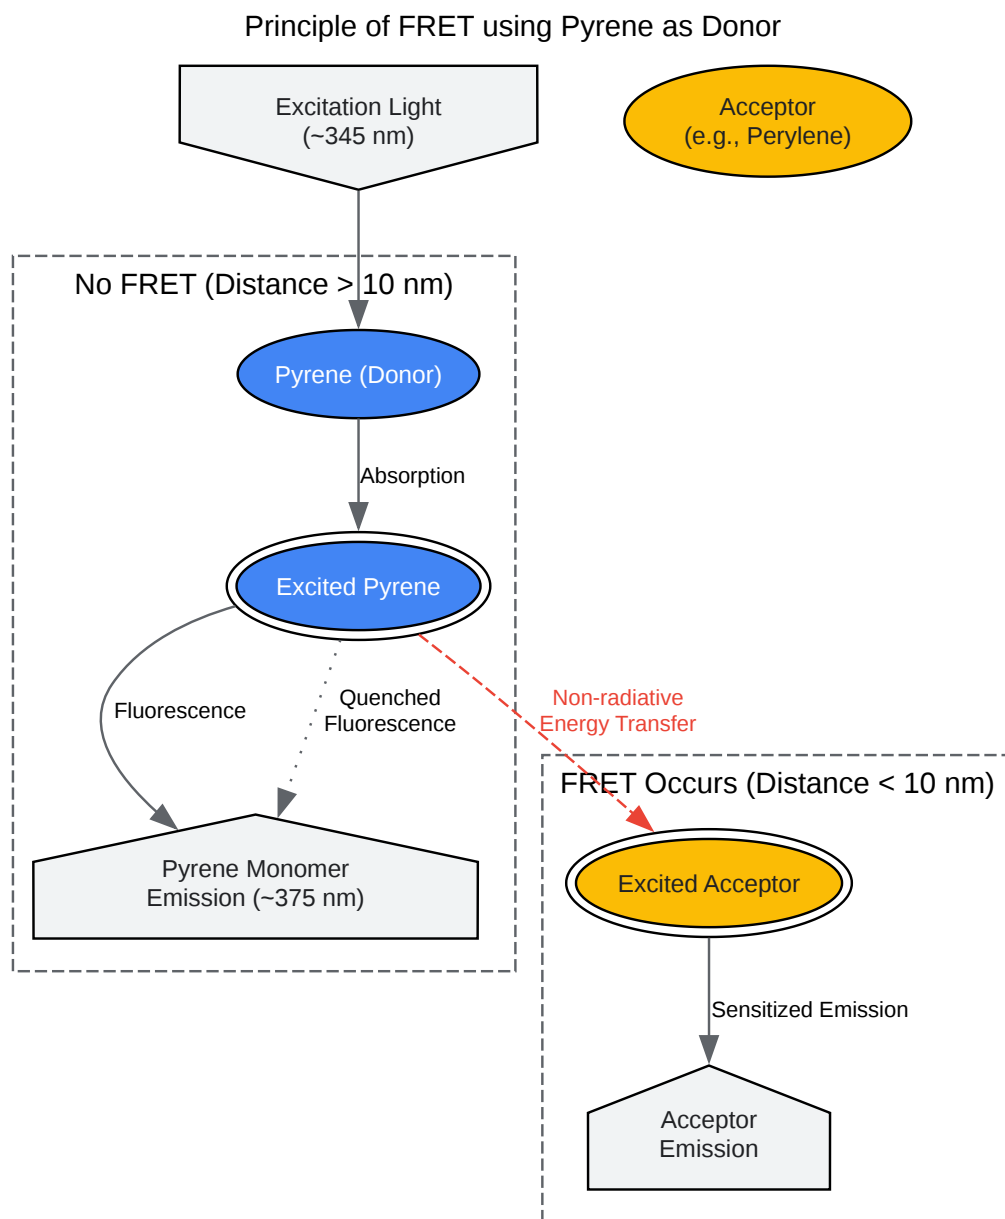 Principle of FRET using Pyrene as Donor
Excitation Light
(~345 nm)
Acceptor
(e.g., Perylene)
No FRET (Distance > 10 nm)
Pyrene (Donor)
Absorption
Excited Pyrene
Fluorescence
Quenched
Fluorescence
Non-radiative
Energy Transfer
FRET Occurs (Distance < 10 nm)
Pyrene Monomer
Emission (~375 nm)
Excited Acceptor
Sensitized Emission
Acceptor
Emission